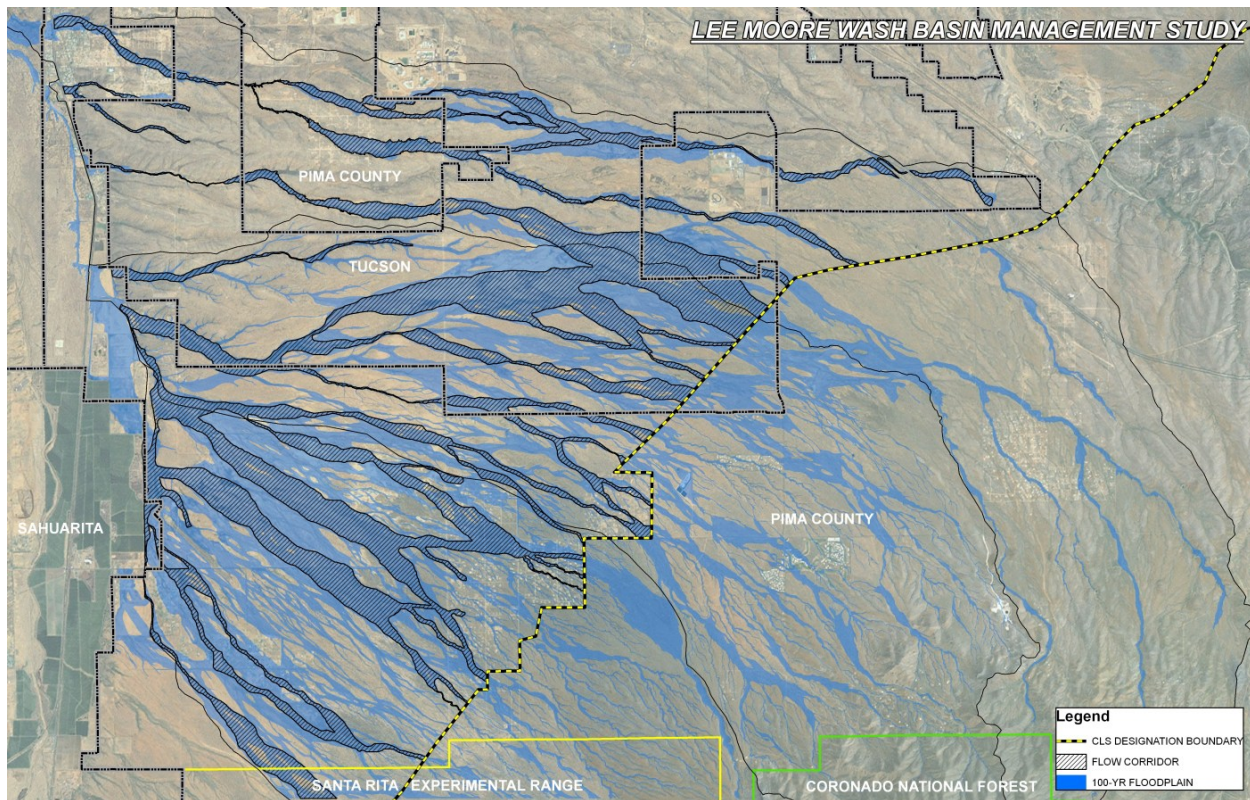 LEE MOORE WASH BASIN MANAGEMENT STUDY
PIMA COUNTY
TUCSON
SAHUARITA
PIMA COUNTY
SANTA RITA EXPERIMENTAL RANGE
CORONADO NATIONAL FOREST
Legend
CLS DESIGNATION BOUNDARY
FLOW CORRIDOR
100-YR FLOODPLAIN